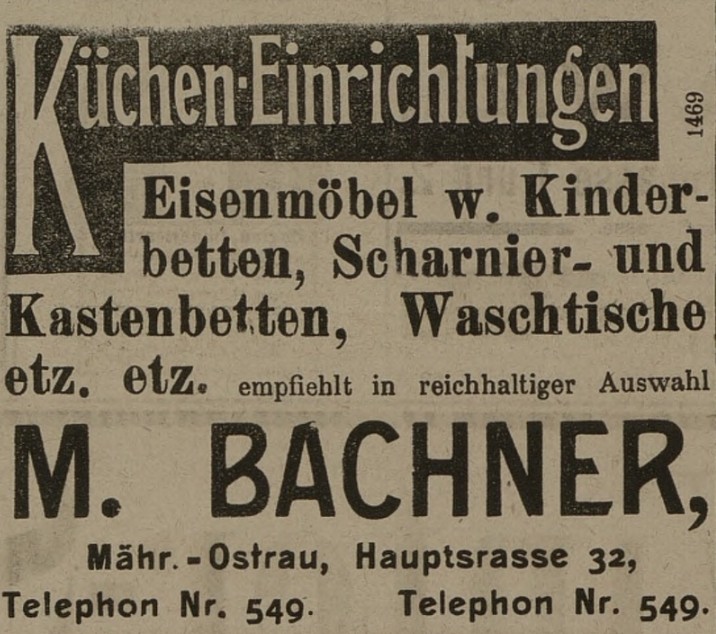 Küchen-Einrichtungen
1469
Eisenmöbel w. Kinder-
betten, Scharnier- und
Kastenbetten, Waschtische
etz. etz. empfiehlt in reichhaltiger Auswahl
M. BACHNER,
Mähr.-Ostrau, Hauptsrasse 32,
Telephon Nr. 549. Telephon Nr. 549.